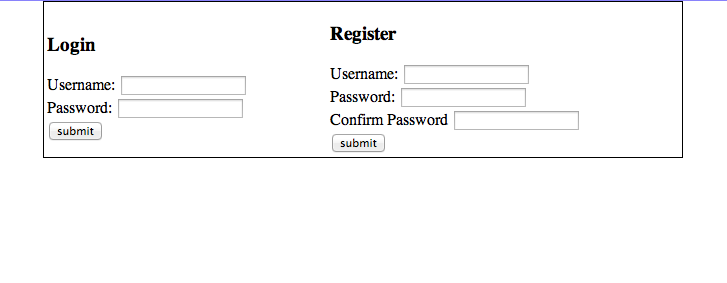 Login
Username:
Password:
submit
Register
Username:
Password:
Confirm Password
submit